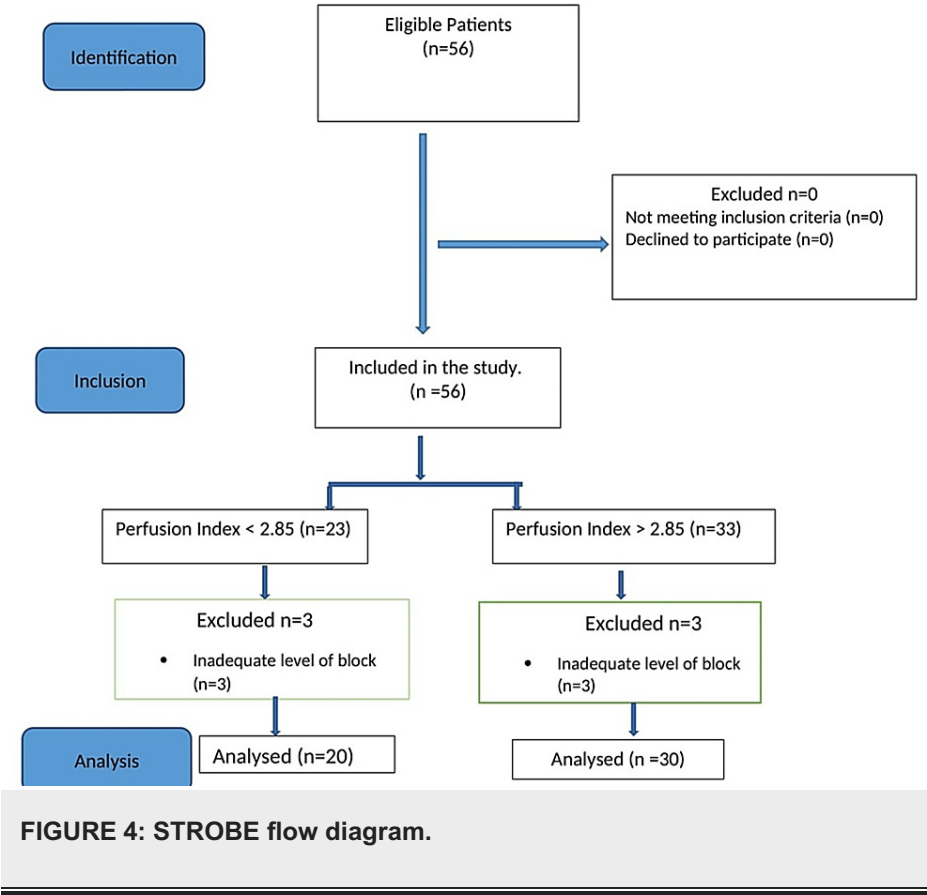 Eligible Patients
(n=56)
Identification
Excluded n=0
Not meeting inclusion criteria (n=0)
Declined to participate (n=0)
Included in the study.
(n =56)
Inclusion
Perfusion Index < 2.85 (n=23)
Perfusion Index > 2.85 (n=33)
Excluded n=3
• Inadequate level of block
(n=3)
Excluded n=3
• Inadequate level of block
(n=3)
Analysis
Analysed (n=20)
Analysed (n =30)
FIGURE 4: STROBE flow diagram.